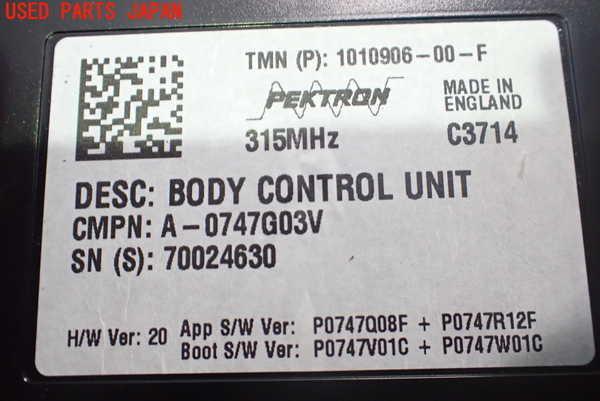 USED PARTS JAPAN
TMN (P): 1010906-00-F
PEKTRON
MADE IN ENGLAND
315MHz
C3714
DESC: BODY CONTROL UNIT
CMPN: A-0747G03V
SN (S): 70024630
H/W Ver: 20
App S/W Ver: P0747Q08F + P0747R12F
Boot S/W Ver: P0747V01C + P0747W01C